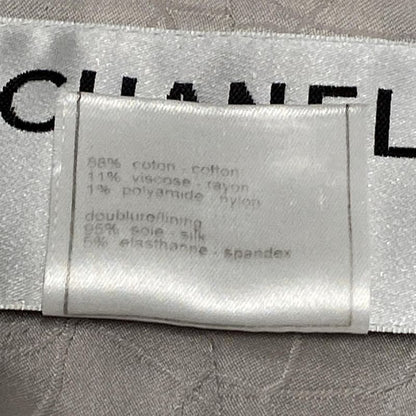 CHANEL
88% coton - cotton
11% viscose - rayon
1% polyamide - nylon
doublure/lining
95% soie - silk
5% elasthanne - spandex